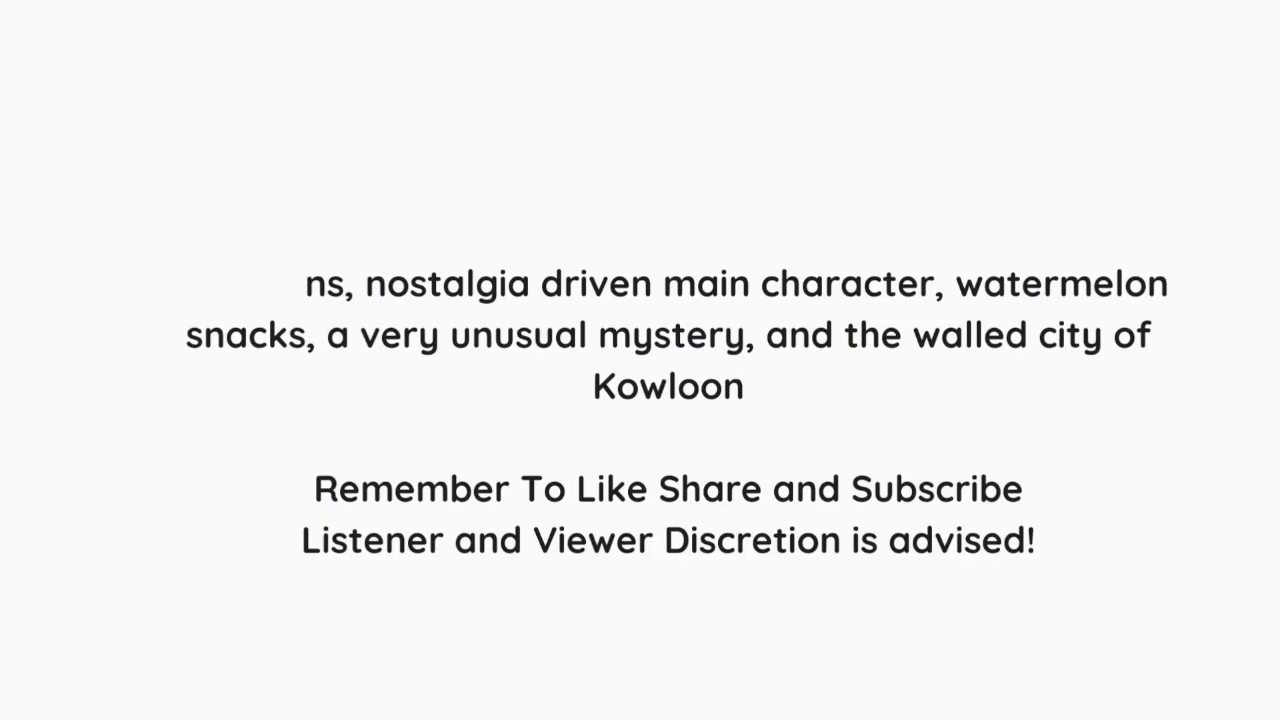 ns, nostalgia driven main character, watermelon
snacks, a very unusual mystery, and the walled city of
Kowloon
Remember To Like Share and Subscribe
Listener and Viewer Discretion is advised!